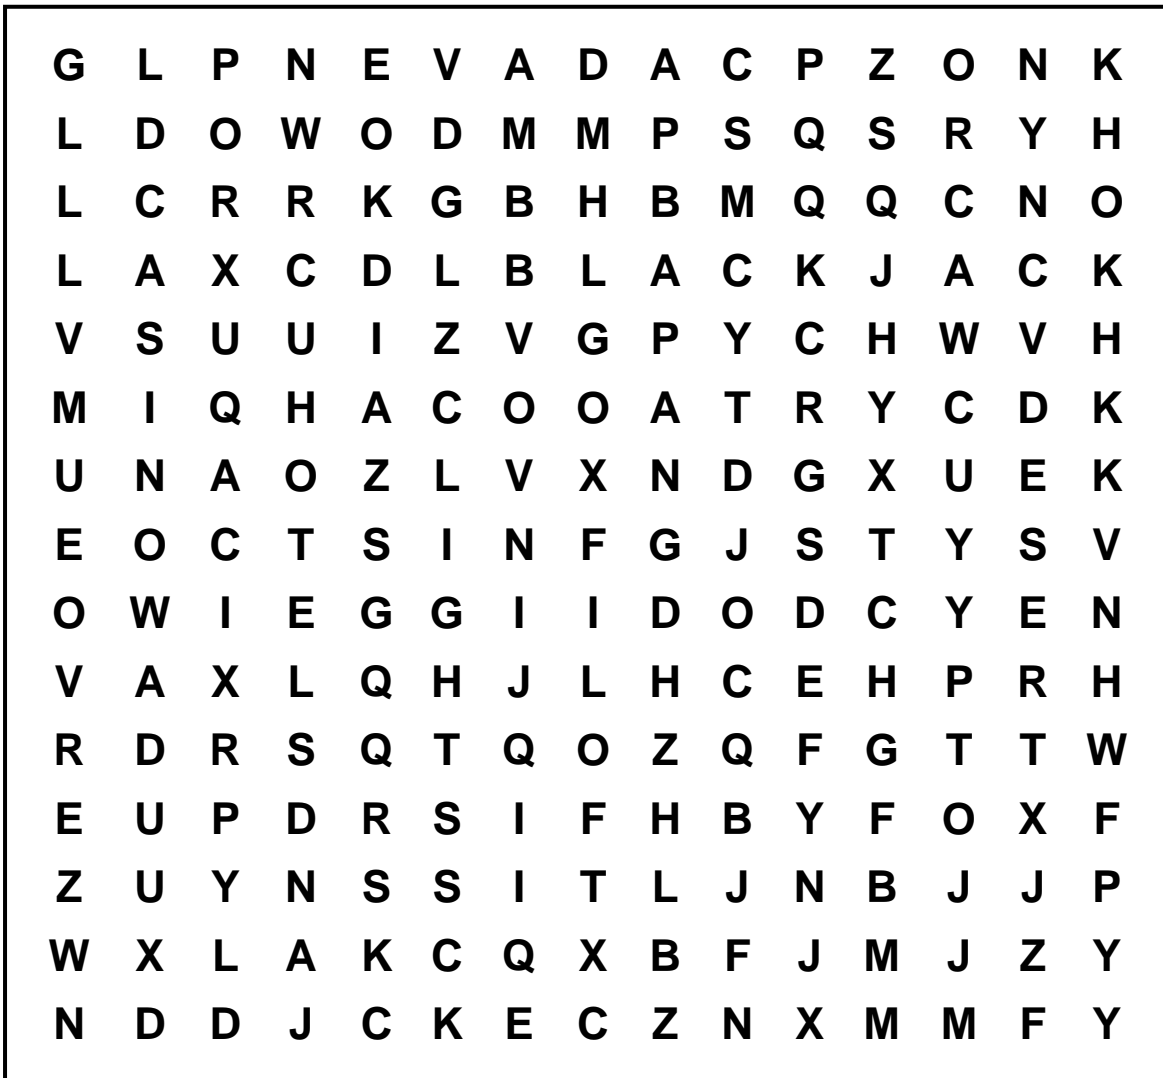 G L P N E V A D A C P Z O N K
L D O W O D M M P S Q S R Y H
L C R R K G B H B M Q Q C N O
L A X C D L B L A C K J A C K
V S U U I Z V G P Y C H W V H
M I Q H A C O O A T R Y C D K
U N A O Z L V X N D G X U E K
E O C T S I N F G J S T Y S V
O W I E G G I I D O D C Y E N
V A X L Q H J L H C E H P R H
R D R S Q T Q O Z Q F G T T W
E U P D R S I F H B Y F O X F
Z U Y N S S I T L J N B J J P
W X L A K C Q X B F J M J Z Y
N D D J C K E C Z N X M M F Y